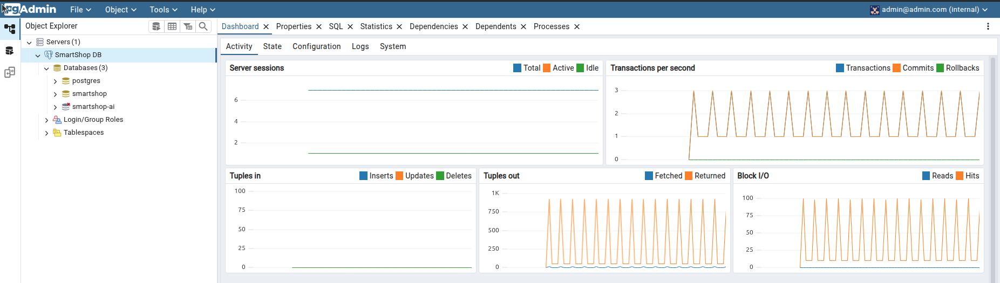 pgAdmin File Object Tools Help admin@admin.com (internal)
Object Explorer
Dashboard Properties SQL Statistics Dependencies Dependents Processes
Servers (1)
SmartShop DB
Databases (3)
postgres
smartshop
smartshop-ai
Login/Group Roles
Tablespaces
Activity State Configuration Logs System
Server sessions Total Active Idle
6
4
2
Transactions per second Transactions Commits Rollbacks
3
2
1
0
Tuples in Inserts Updates Deletes
100
75
50
25
0
Tuples out Fetched Returned
1K
750
500
250
0
Block I/O Reads Hits
100
75
50
25
0